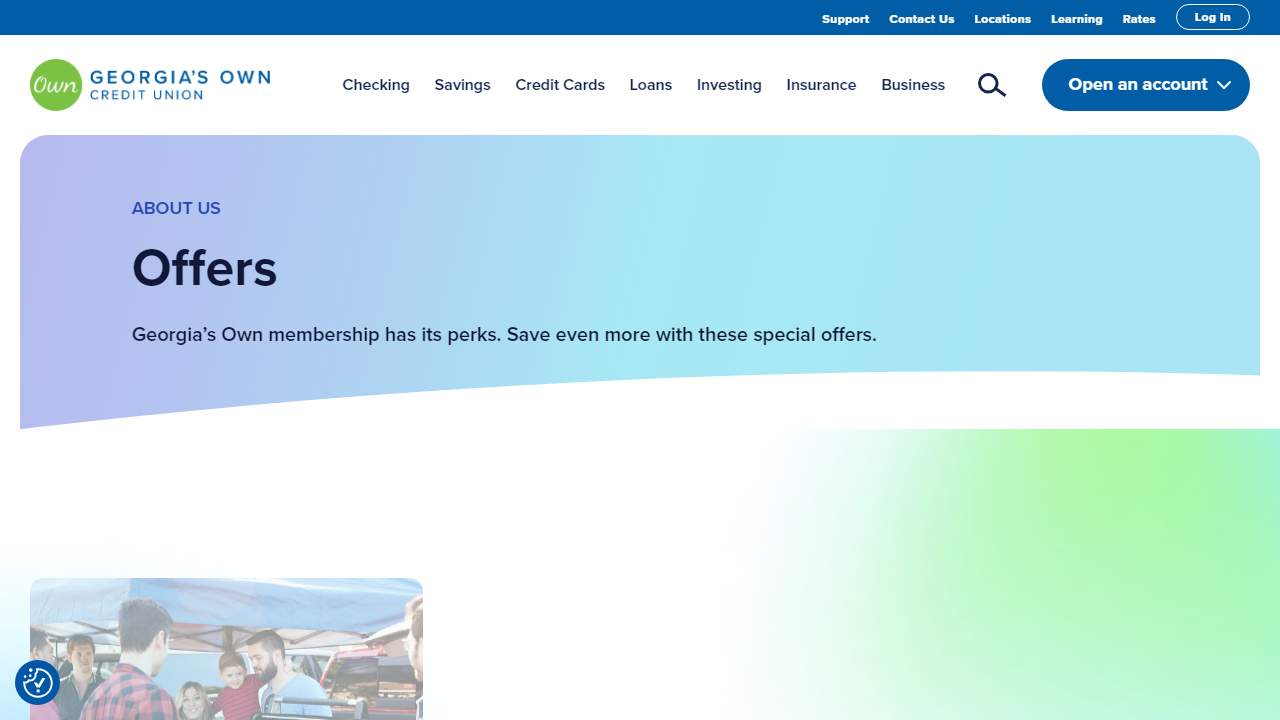 Support Contact Us Locations Learning Rates Log In
Own GEORGIA'S OWN
CREDIT UNION
Checking Savings Credit Cards Loans Investing Insurance Business Open an account
ABOUT US
Offers
Georgia’s Own membership has its perks. Save even more with these special offers.